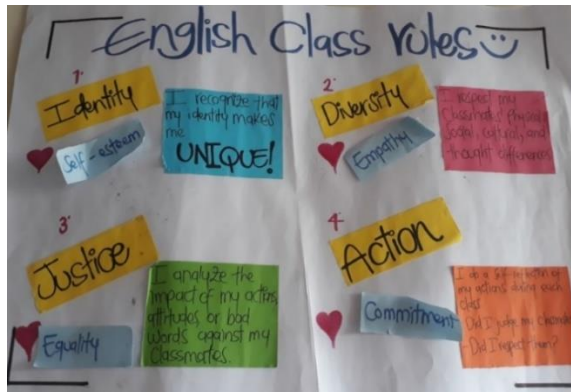 English Class rules
1.
Identity
Self-esteem
I recognize that
my identity makes
me
UNIQUE!
2.
Diversity
Empathy
I respect my
classmates physical
social, cultural, and
thought differences
3.
Justice
Equality
I analyze the
impact of my actions,
attitudes or bad
words against my
classmates.
4.
Action
Commitment
I do a self-reflection of
my actions during each
class
Did I judge my
Did I respect them?